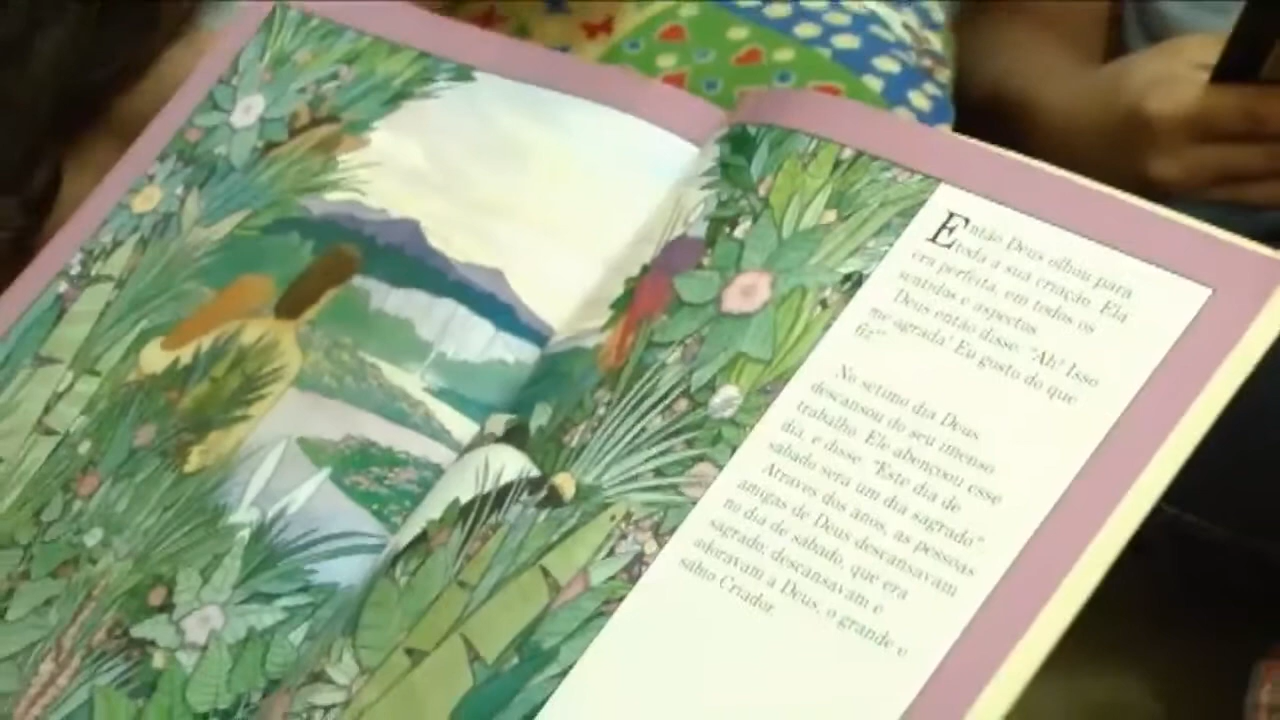 Então Deus olhou para
toda a sua criação. Ela
era perfeita, em todos os
sentidos e aspectos.
Deus então disse: "Ah! Isso
me agrada! Eu gosto do que
fiz."
No sétimo dia Deus
descansou do seu imenso
trabalho. Ele abençoou esse
dia, e disse: "Este dia de
sábado será um dia sagrado."
Através dos anos, as pessoas
amigas de Deus descansavam
no dia de sábado, que era
sagrado; descansavam e
adoravam a Deus, o grande e
sábio Criador.